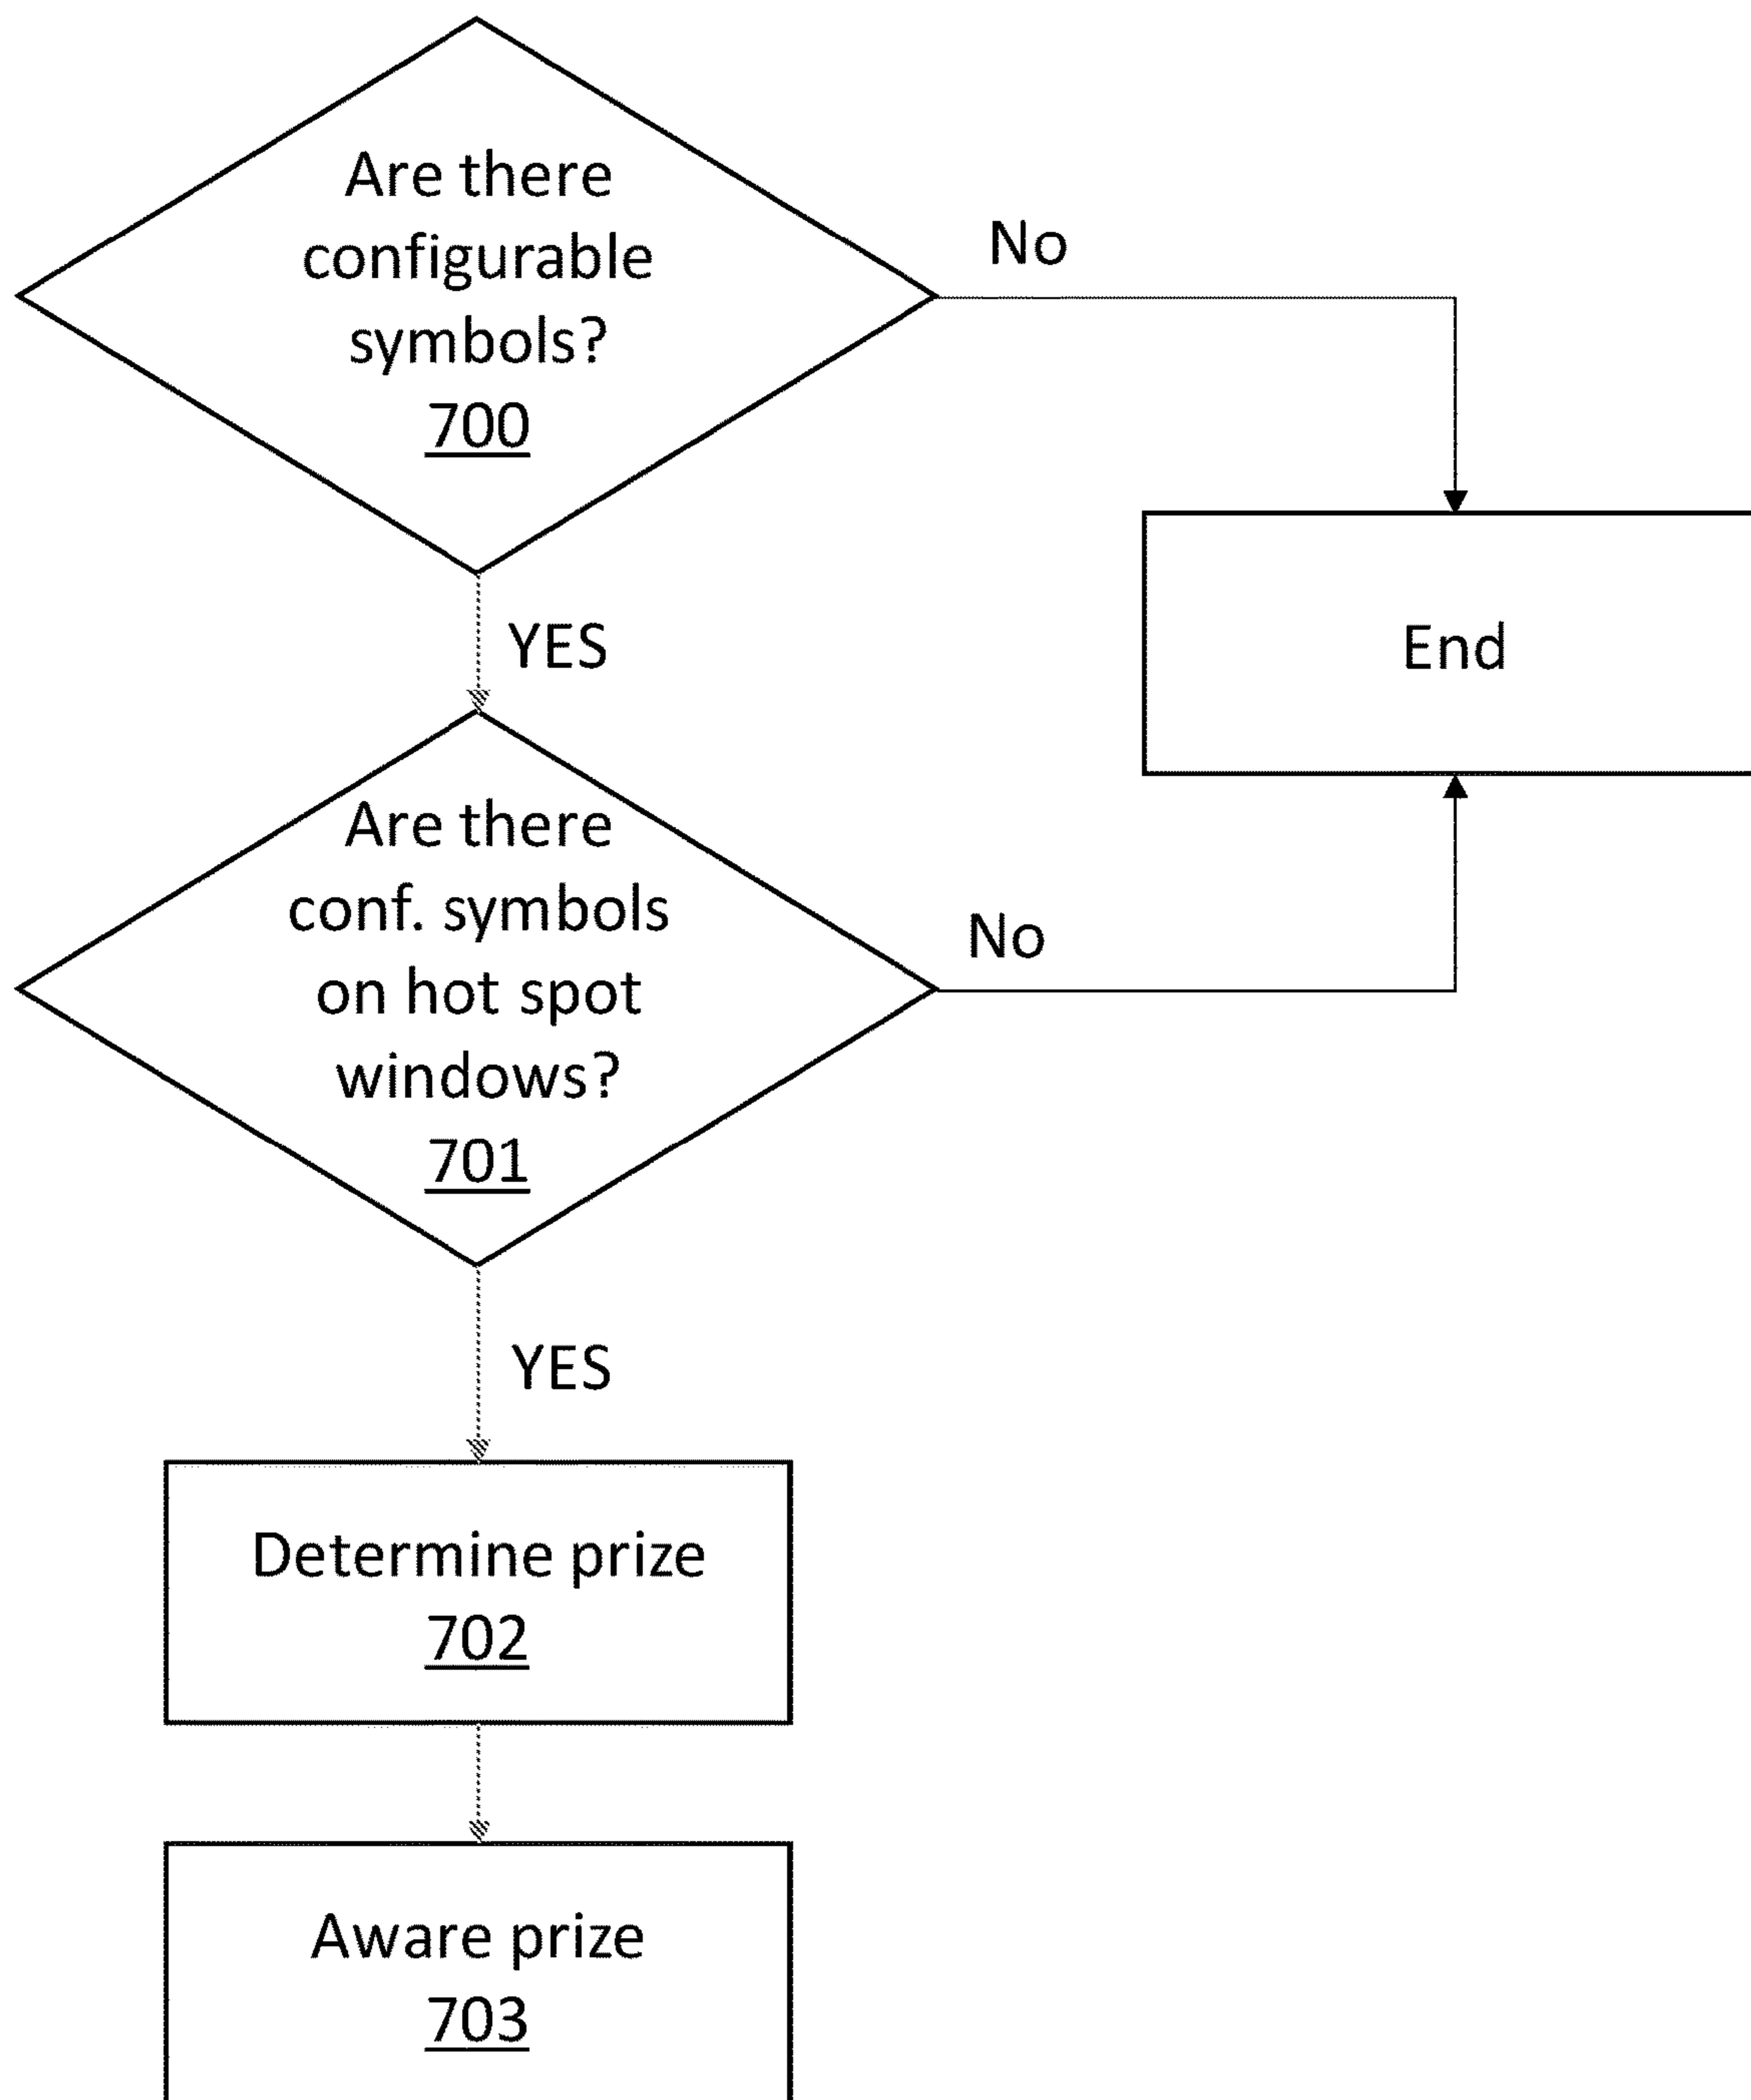 Are there
configurable
symbols?
700
No
YES
End
Are there
conf. symbols
on hot spot
windows?
701
No
YES
Determine prize
702
Aware prize
703